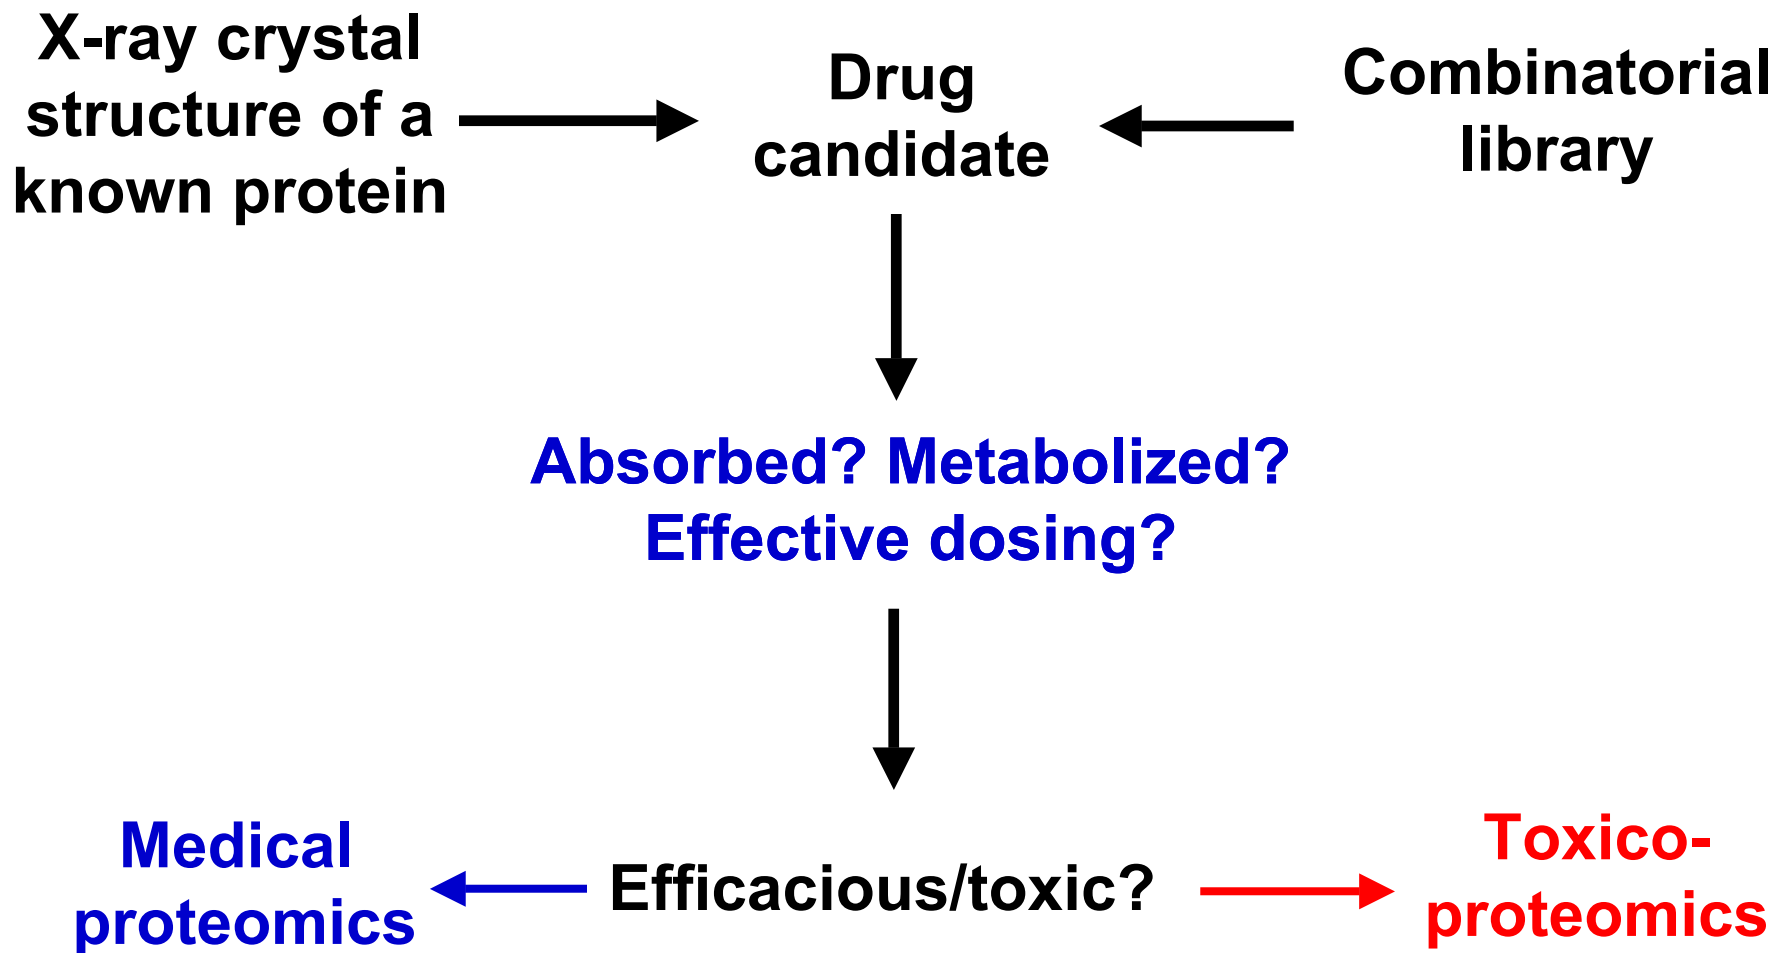 X-ray crystal
structure of a
known protein
Drug
candidate
Combinatorial
library
Absorbed? Metabolized?
Effective dosing?
Medical
proteomics
Efficacious/toxic?
Toxico-
proteomics